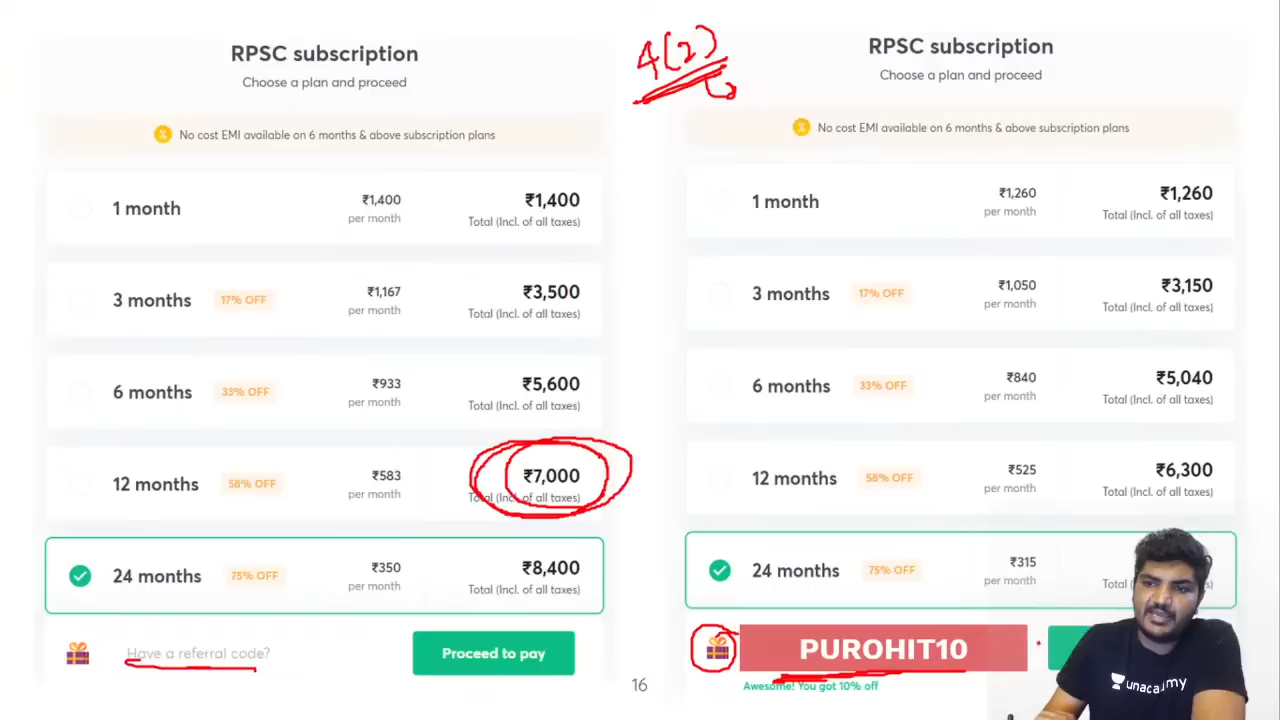 RPSC subscription
Choose a plan and proceed
No cost EMI available on 6 months & above subscription plans
1 month ₹1,400 per month ₹1,400 Total (Incl. of all taxes)
3 months 17% OFF ₹1,167 per month ₹3,500 Total (Incl. of all taxes)
6 months 33% OFF ₹933 per month ₹5,600 Total (Incl. of all taxes)
12 months 58% OFF ₹583 per month ₹7,000 Total (Incl. of all taxes)
24 months 75% OFF ₹350 per month ₹8,400 Total (Incl. of all taxes)
Have a referral code? Proceed to pay
4(2)
16
RPSC subscription
Choose a plan and proceed
No cost EMI available on 6 months & above subscription plans
1 month ₹1,260 per month ₹1,260 Total (Incl. of all taxes)
3 months 17% OFF ₹1,050 per month ₹3,150 Total (Incl. of all taxes)
6 months 33% OFF ₹840 per month ₹5,040 Total (Incl. of all taxes)
12 months 58% OFF ₹525 per month ₹6,300 Total (Incl. of all taxes)
24 months 75% OFF ₹315 per month Total
PUROHIT10
Awesome! You got 10% off
unacademy